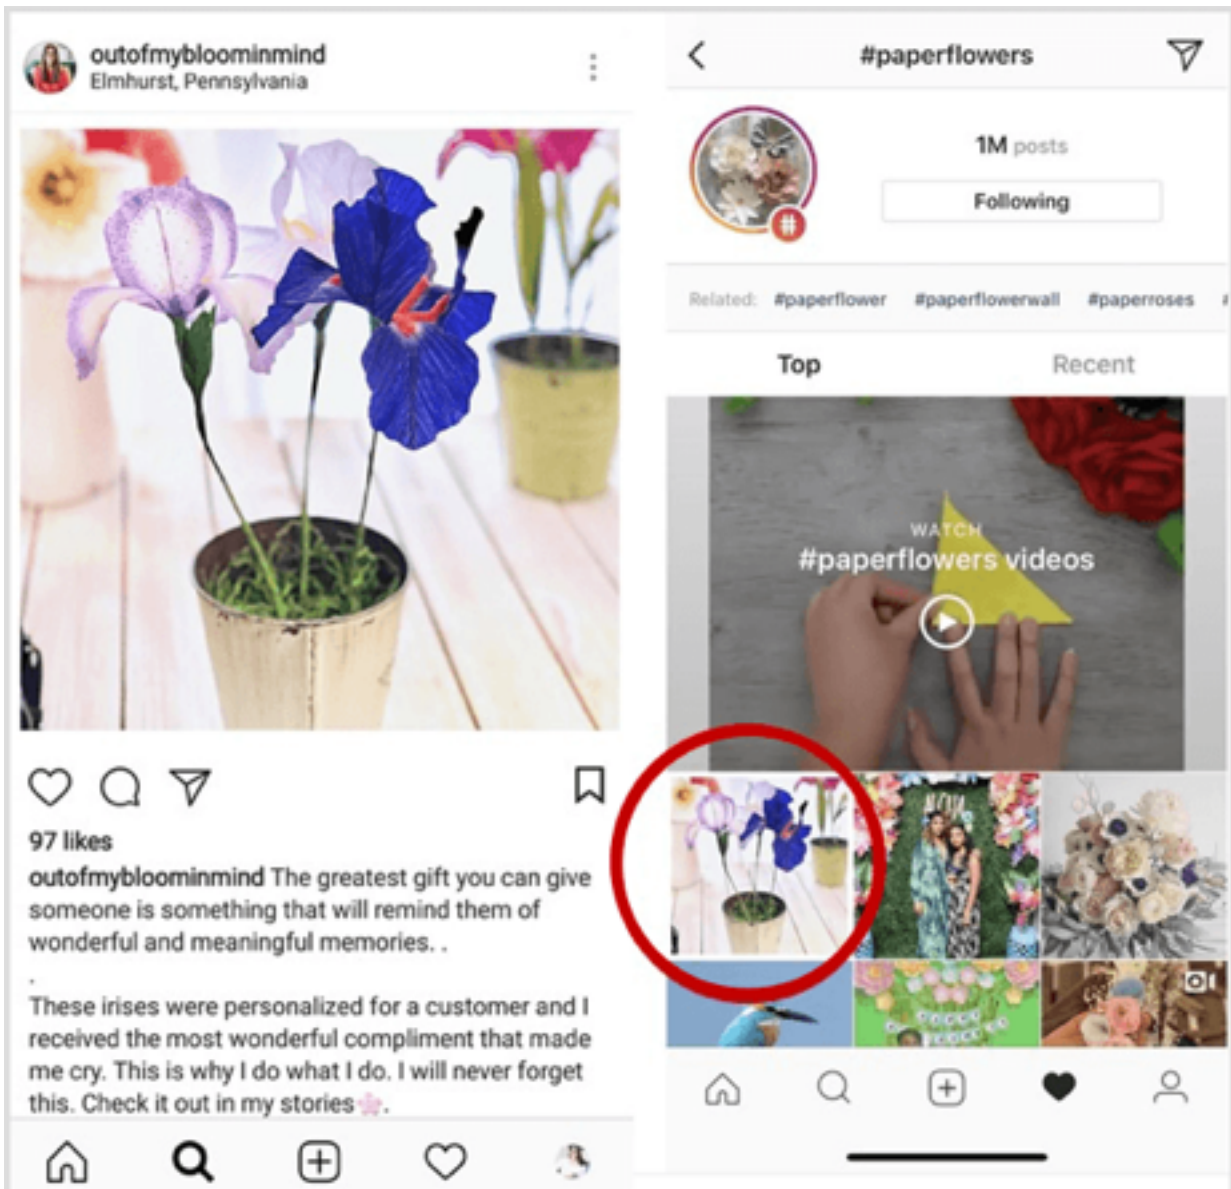 outofmybloominmind
Elmhurst, Pennsylvania
97 likes
outofmybloominmind The greatest gift you can give
someone is something that will remind them of
wonderful and meaningful memories. .
.
These irises were personalized for a customer and I
received the most wonderful compliment that made
me cry. This is why I do what I do. I will never forget
this. Check it out in my stories🌸.
#paperflowers
1M posts
Following
#
Related: #paperflower #paperflowerwall #paperroses #
Top Recent
WATCH
#paperflowers videos